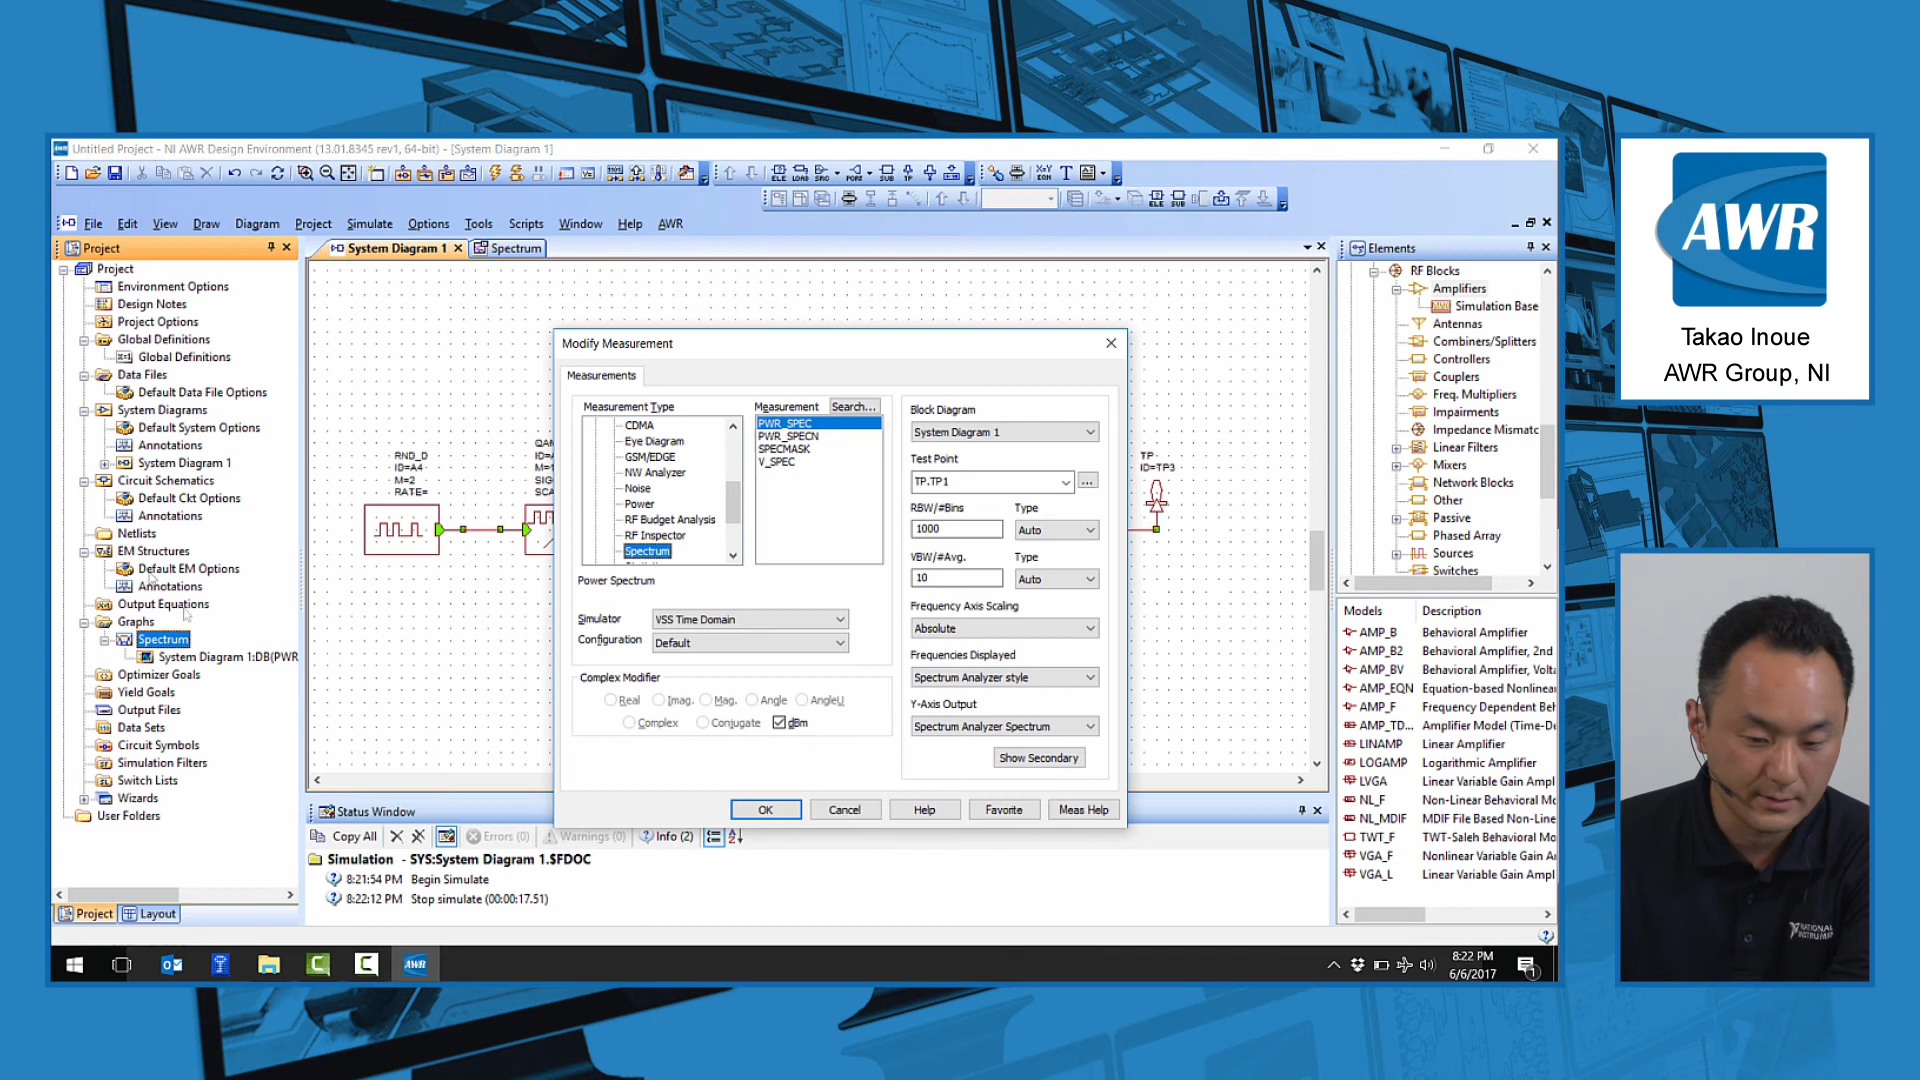 Untitled Project - NI AWR Design Environment (13.01.8345 rev1, 64-bit) - [System Diagram 1]
File Edit View Draw Diagram Project Simulate Options Tools Scripts Window Help AWR
Project
System Diagram 1
Spectrum
Elements
Project
Environment Options
Design Notes
Project Options
Global Definitions
Global Definitions
Data Files
Default Data File Options
System Diagrams
Default System Options
Annotations
System Diagram 1
Circuit Schematics
Default Ckt Options
Annotations
Netlists
EM Structures
Default EM Options
Annotations
Output Equations
Graphs
Spectrum
System Diagram 1:DB(PWR
Optimizer Goals
Yield Goals
Output Files
Data Sets
Circuit Symbols
Simulation Filters
Switch Lists
Wizards
User Folders
Project Layout
RND_D
ID=A4
M=2
RATE=
TP
ID=TP3
Modify Measurement
Measurements
Measurement Type
CDMA
Eye Diagram
GSM/EDGE
NW Analyzer
Noise
Power
RF Budget Analysis
RF Inspector
Spectrum
Measurement Search...
PWR_SPEC
PWR_SPECN
SPECMASK
V_SPEC
Power Spectrum
Simulator VSS Time Domain
Configuration Default
Complex Modifier
Real Imag. Mag. Angle AngleU
Complex Conjugate dBm
Block Diagram
System Diagram 1
Test Point
TP.TP1 ...
RBW/#Bins Type
1000 Auto
VBW/#Avg. Type
10 Auto
Frequency Axis Scaling
Absolute
Frequencies Displayed
Spectrum Analyzer style
Y-Axis Output
Spectrum Analyzer Spectrum
Show Secondary
OK Cancel Help Favorite Meas Help
Status Window
Copy All Errors (0) Warnings (0) Info (2)
Simulation - SYS:System Diagram 1.$FDOC
8:21:54 PM Begin Simulate
8:22:12 PM Stop simulate (00:00:17.51)
RF Blocks
Amplifiers
Simulation Base
Antennas
Combiners/Splitters
Controllers
Couplers
Freq. Multipliers
Impairments
Impedance Mismatc
Linear Filters
Mixers
Network Blocks
Other
Passive
Phased Array
Sources
Switches
Models Description
AMP_B Behavioral Amplifier
AMP_B2 Behavioral Amplifier, 2nd
AMP_BV Behavioral Amplifier, Volta
AMP_EQN Equation-based Nonlinear
AMP_F Frequency Dependent Beh
AMP_TD... Amplifier Model (Time-De
LINAMP Linear Amplifier
LOGAMP Logarithmic Amplifier
LVGA Linear Variable Gain Ampl
NL_F Non-Linear Behavioral Mo
NL_MDIF MDIF File Based Non-Line
TWT_F TWT-Saleh Behavioral Mo
VGA_F Nonlinear Variable Gain Ar
VGA_L Linear Variable Gain Ampl
8:22 PM
6/6/2017
AWR
Takao Inoue
AWR Group, NI
NATIONAL
INSTRUM